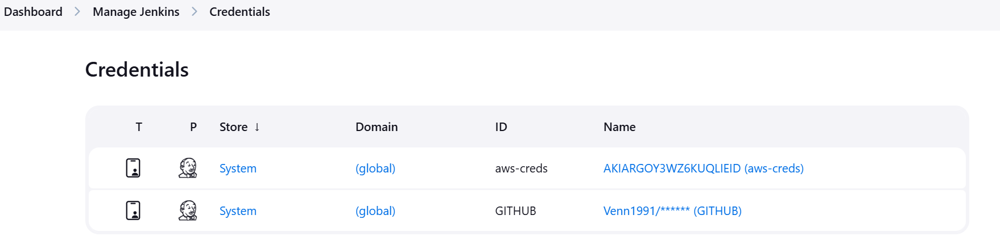 Dashboard > Manage Jenkins > Credentials
Credentials
T P Store ↓ Domain ID Name
System (global) aws-creds AKIARGOY3WZ6KUQLIEID (aws-creds)
System (global) GITHUB Venn1991/****** (GITHUB)